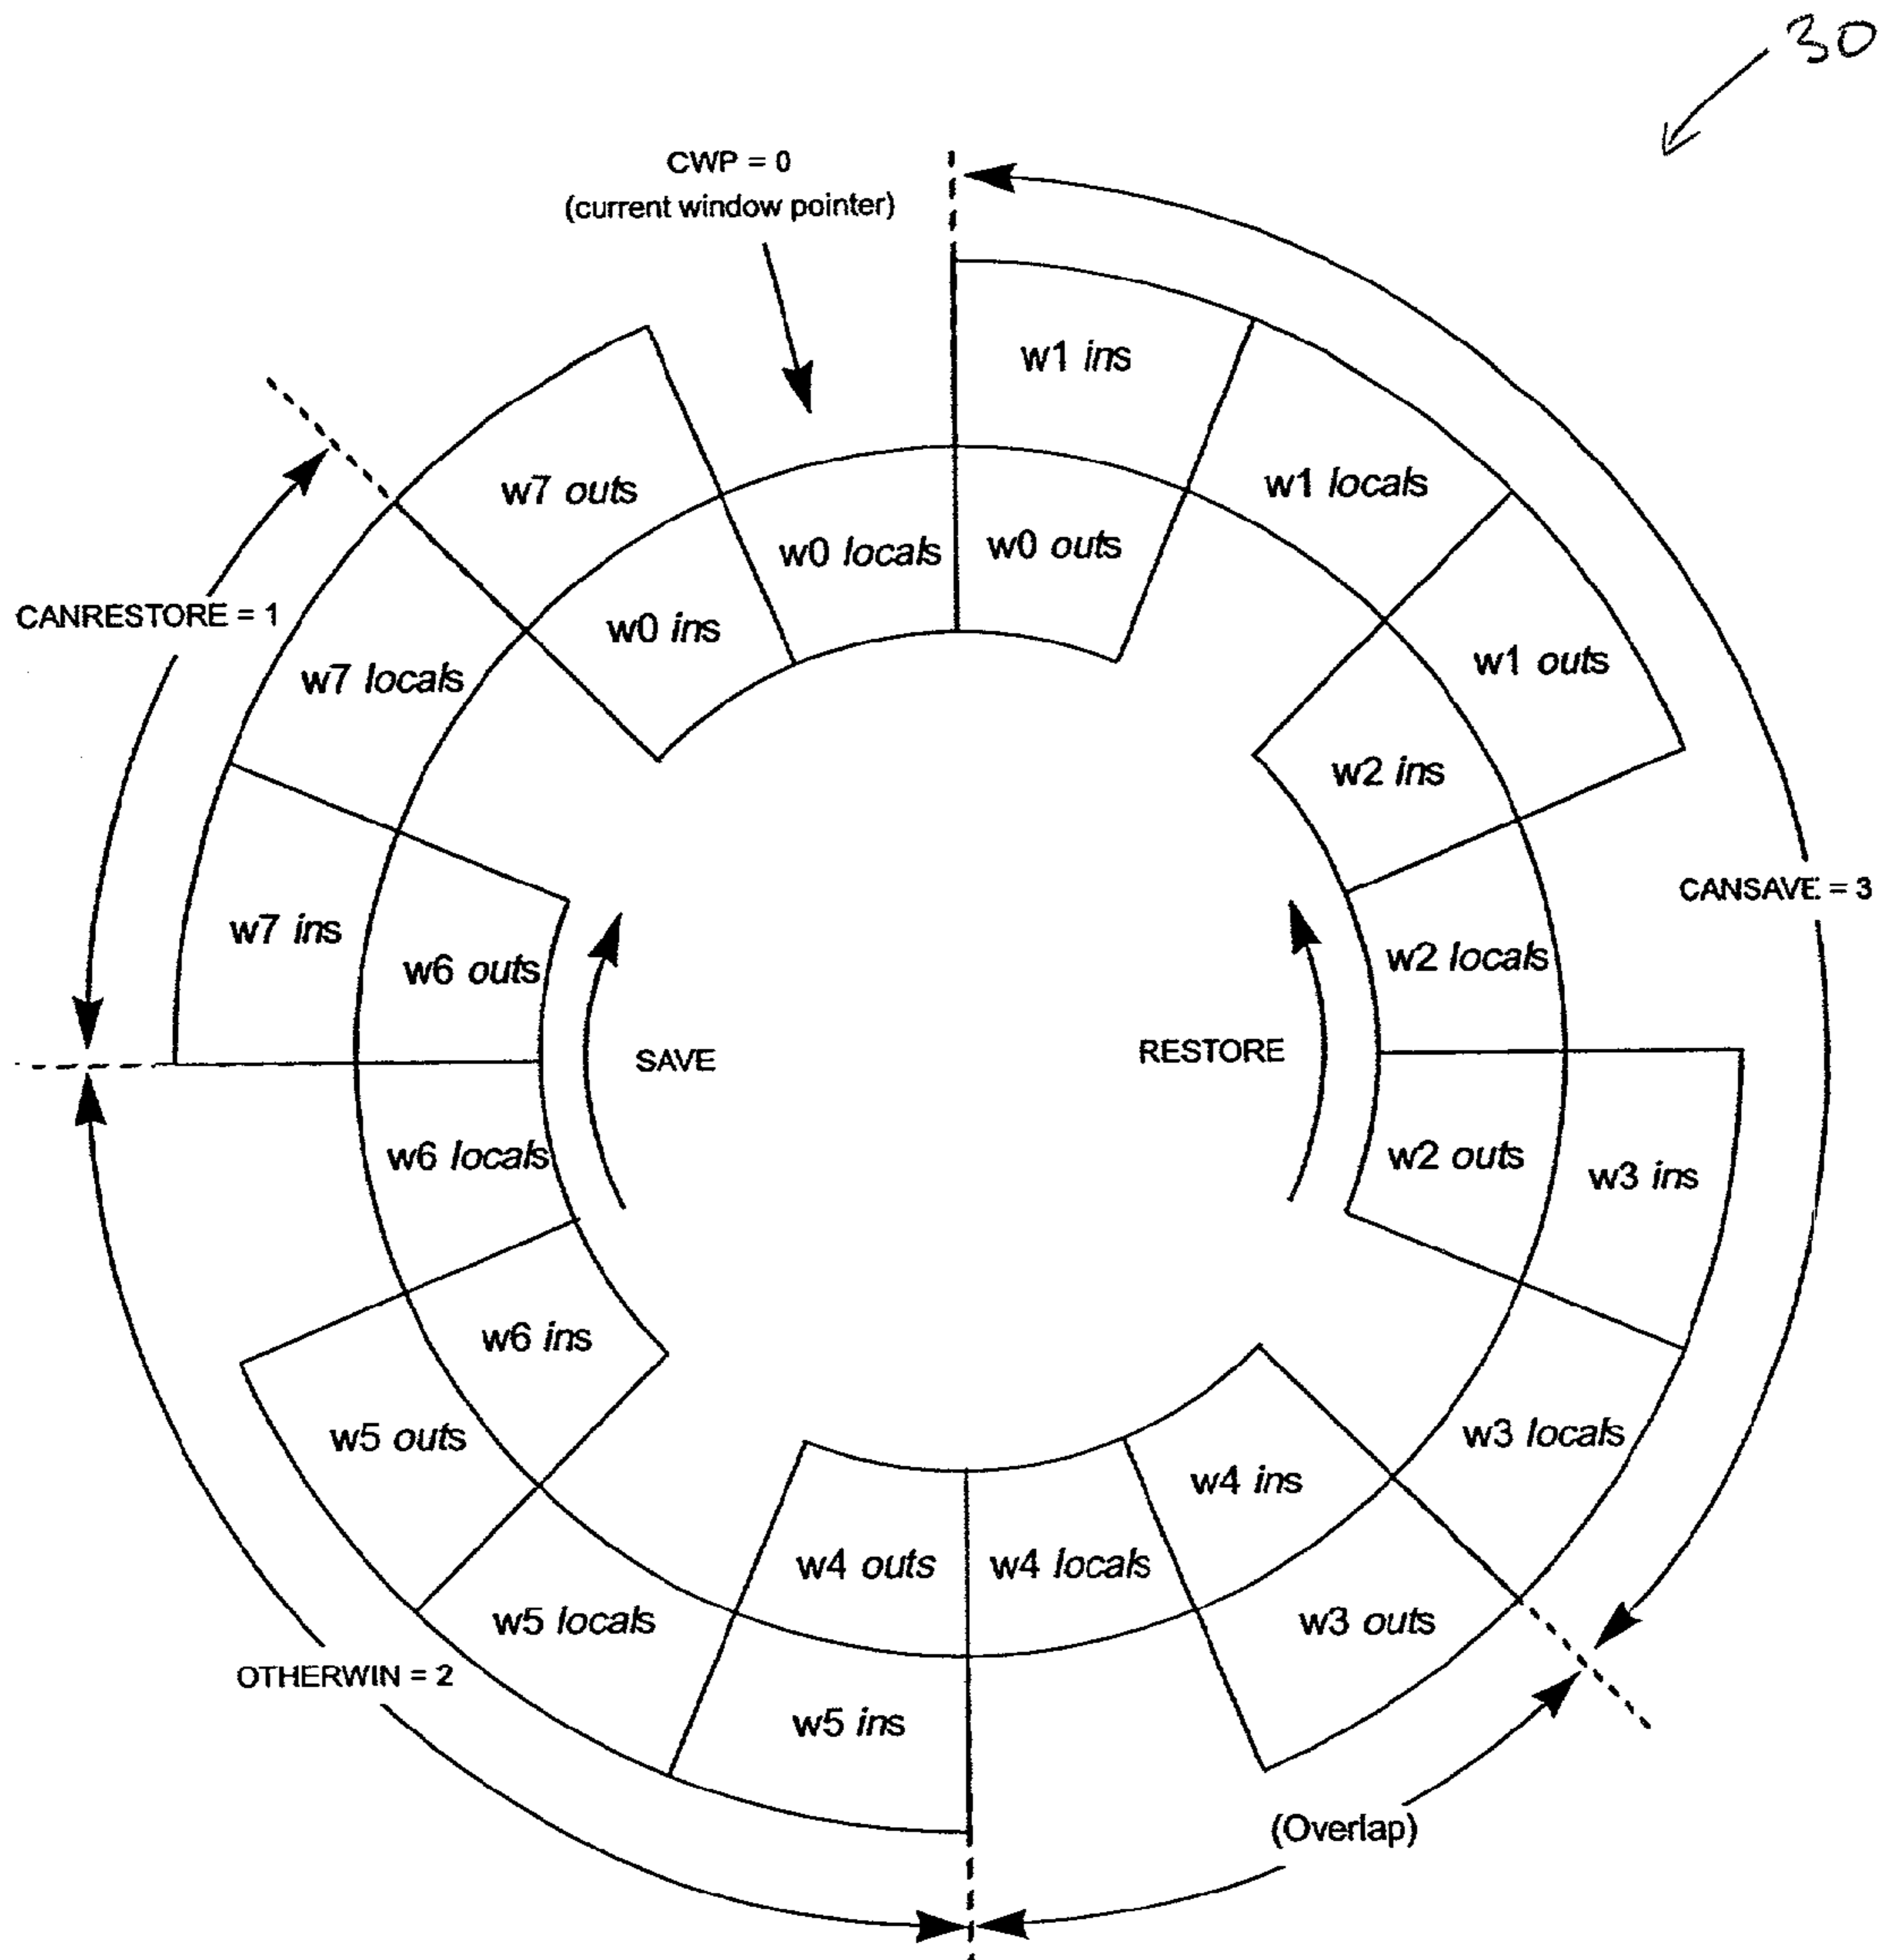 30
CWP = 0
(current window pointer)
w1 ins
w7 outs
w1 locals
w0 locals
w0 outs
CANRESTORE = 1
w0 ins
w7 locals
w1 outs
w2 ins
CANSAVE = 3
w7 ins
w6 outs
w2 locals
SAVE
RESTORE
w6 locals
w2 outs
w3 ins
w6 ins
w5 outs
w3 locals
w4 ins
w4 outs
w4 locals
w5 locals
w3 outs
OTHERWIN = 2
w5 ins
(Overlap)